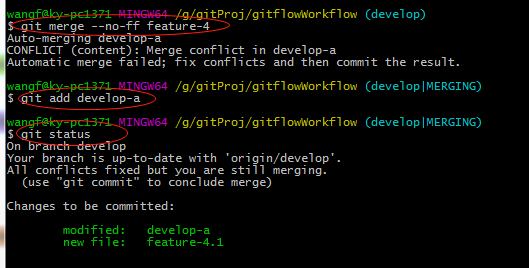 wangf@ky-pc1371 MINGW64 /g/gitProj/gitflowWorkflow (develop)
$ git merge --no-ff feature-4
Auto-merging develop-a
CONFLICT (content): Merge conflict in develop-a
Automatic merge failed; fix conflicts and then commit the result.
wangf@ky-pc1371 MINGW64 /g/gitProj/gitflowWorkflow (develop|MERGING)
$ git add develop-a
wangf@ky-pc1371 MINGW64 /g/gitProj/gitflowWorkflow (develop|MERGING)
$ git status
On branch develop
Your branch is up-to-date with 'origin/develop'.
All conflicts fixed but you are still merging.
(use "git commit" to conclude merge)
Changes to be committed:
modified: develop-a
new file: feature-4.1